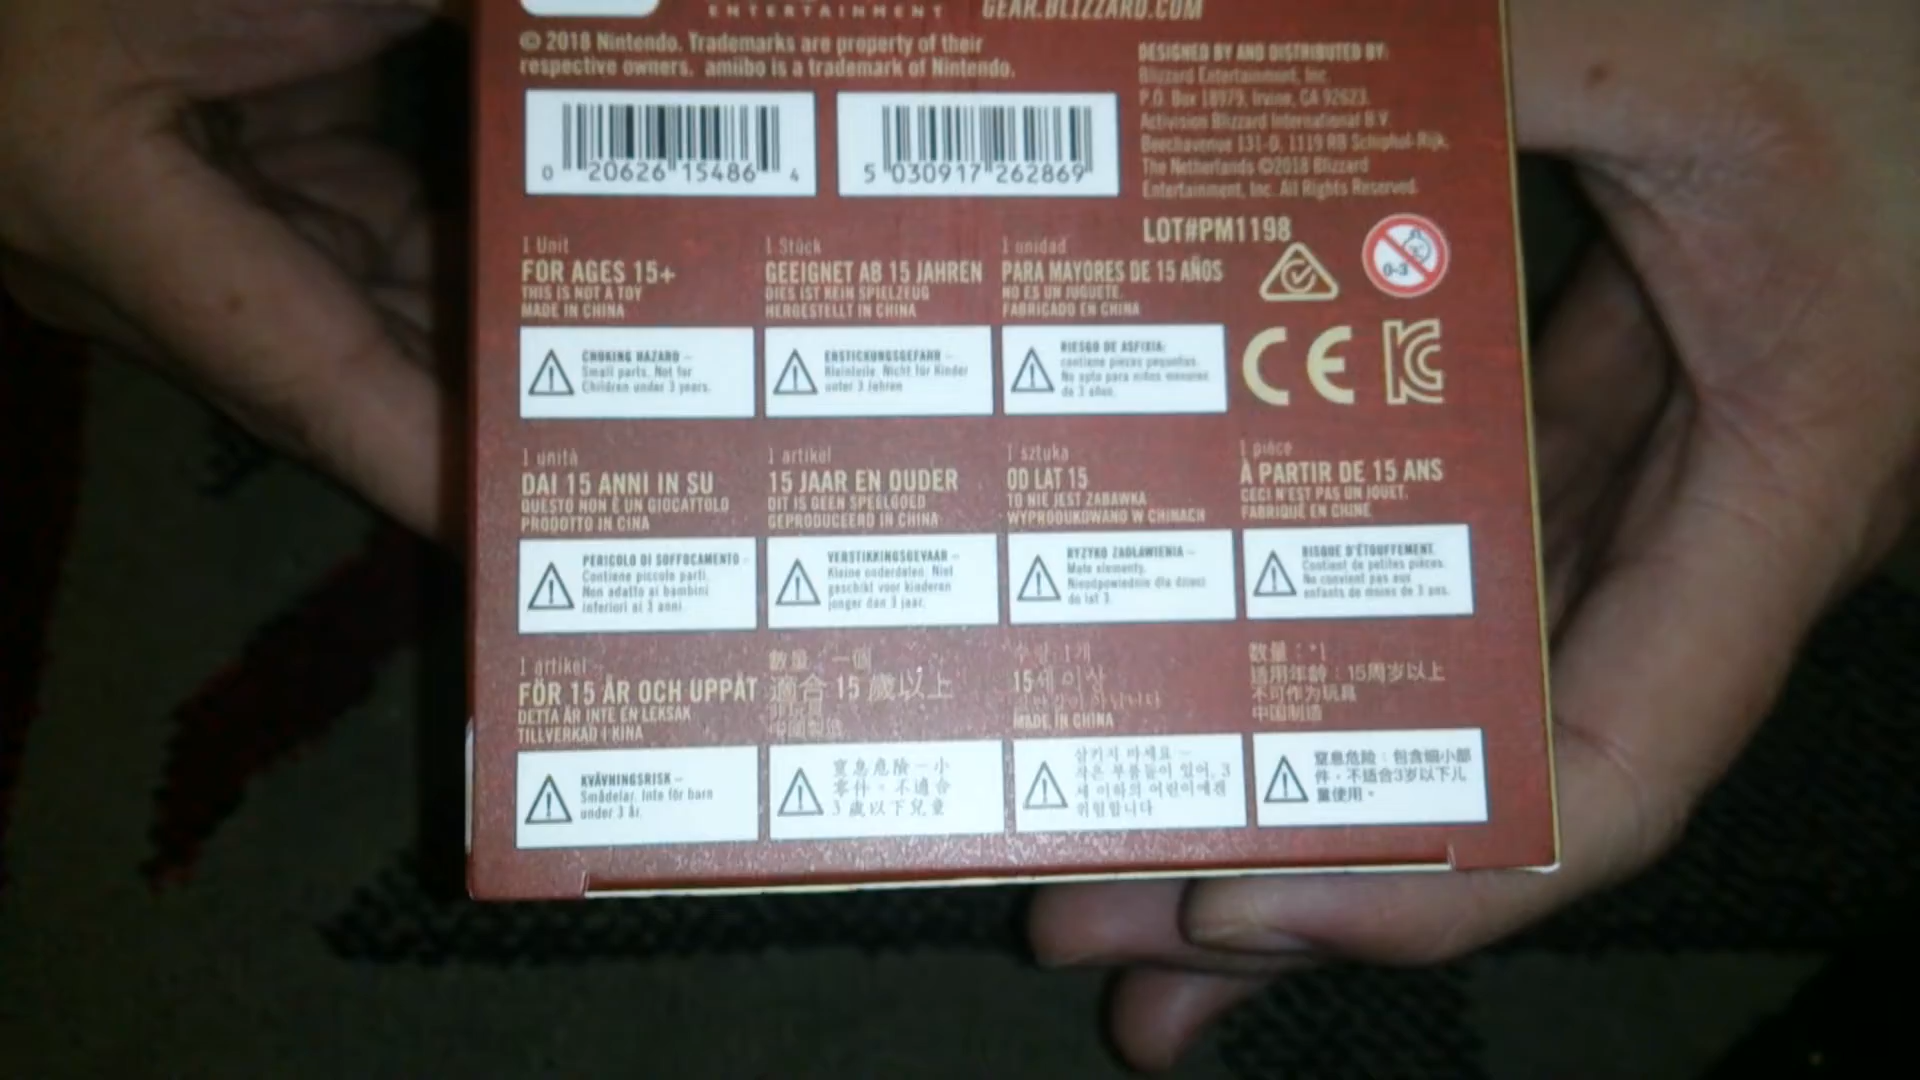 ENTERTAINMENT
GEAR.BLIZZARD.COM
© 2018 Nintendo. Trademarks are property of their
respective owners. amiibo is a trademark of Nintendo.
0 20626 15486 4
5 030917 262869
DESIGNED BY AND DISTRIBUTED BY:
Blizzard Entertainment, Inc.
P.O. Box 18979, Irvine, CA 92623.
Activision Blizzard International B.V.
Beechavenue 131-D, 1119 RB Schiphol-Rijk,
The Netherlands ©2018 Blizzard
Entertainment, Inc. All Rights Reserved.
LOT#PM1198
0-3
CE
1 Unit
FOR AGES 15+
THIS IS NOT A TOY
MADE IN CHINA
CHOKING HAZARD –
Small parts. Not for
Children under 3 years.
1 Stück
GEEIGNET AB 15 JAHREN
DIES IST KEIN SPIELZEUG
HERGESTELLT IN CHINA
ERSTICKUNGSGEFAHR –
Kleinteile. Nicht für Kinder
unter 3 Jahren
1 unidad
PARA MAYORES DE 15 AÑOS
NO ES UN JUGUETE.
FABRICADO EN CHINA
RIESGO DE ASFIXIA:
contiene piezas pequeñas.
No apto para niños menores
de 3 años.
1 unità
DAI 15 ANNI IN SU
QUESTO NON È UN GIOCATTOLO
PRODOTTO IN CINA
PERICOLO DI SOFFOCAMENTO –
Contiene piccole parti.
Non adatto ai bambini
inferiori ai 3 anni.
1 artikel
15 JAAR EN OUDER
DIT IS GEEN SPEELGOED
GEPRODUCEERD IN CHINA
VERSTIKKINGSGEVAAR –
Kleine onderdelen. Niet
geschikt voor kinderen
jonger dan 3 jaar.
1 sztuka
OD LAT 15
TO NIE JEST ZABAWKA
WYPRODUKOWANO W CHINACH
RYZYKO ZADŁAWIENIA –
Małe elementy.
Nieodpowiednie dla dzieci
do lat 3
1 pièce
À PARTIR DE 15 ANS
CECI N'EST PAS UN JOUET.
FABRIQUÉ EN CHINE
RISQUE D'ÉTOUFFEMENT
Contient de petites pièces.
Ne convient pas aux
enfants de moins de 3 ans.
1 artikel
FÖR 15 ÅR OCH UPPÅT
DETTA ÄR INTE EN LEKSAK
TILLVERKAD I KINA
KVÄVNINGSRISK –
Smådelar. Inte för barn
under 3 år.
數量：一個
適合 15 歲以上
中國製造
窒息危險－小
零件。不適合
3 歲以下兒童
수량 1개
15세 이상
MADE IN CHINA
삼키지 마세요 –
작은 부품들이 있어, 3
세 이하의 어린이에겐
위험합니다
数量：*1
适用年龄：15周岁以上
不可作为玩具
中国制造
窒息危险：包含细小部
件，不适合3岁以下儿
童使用。